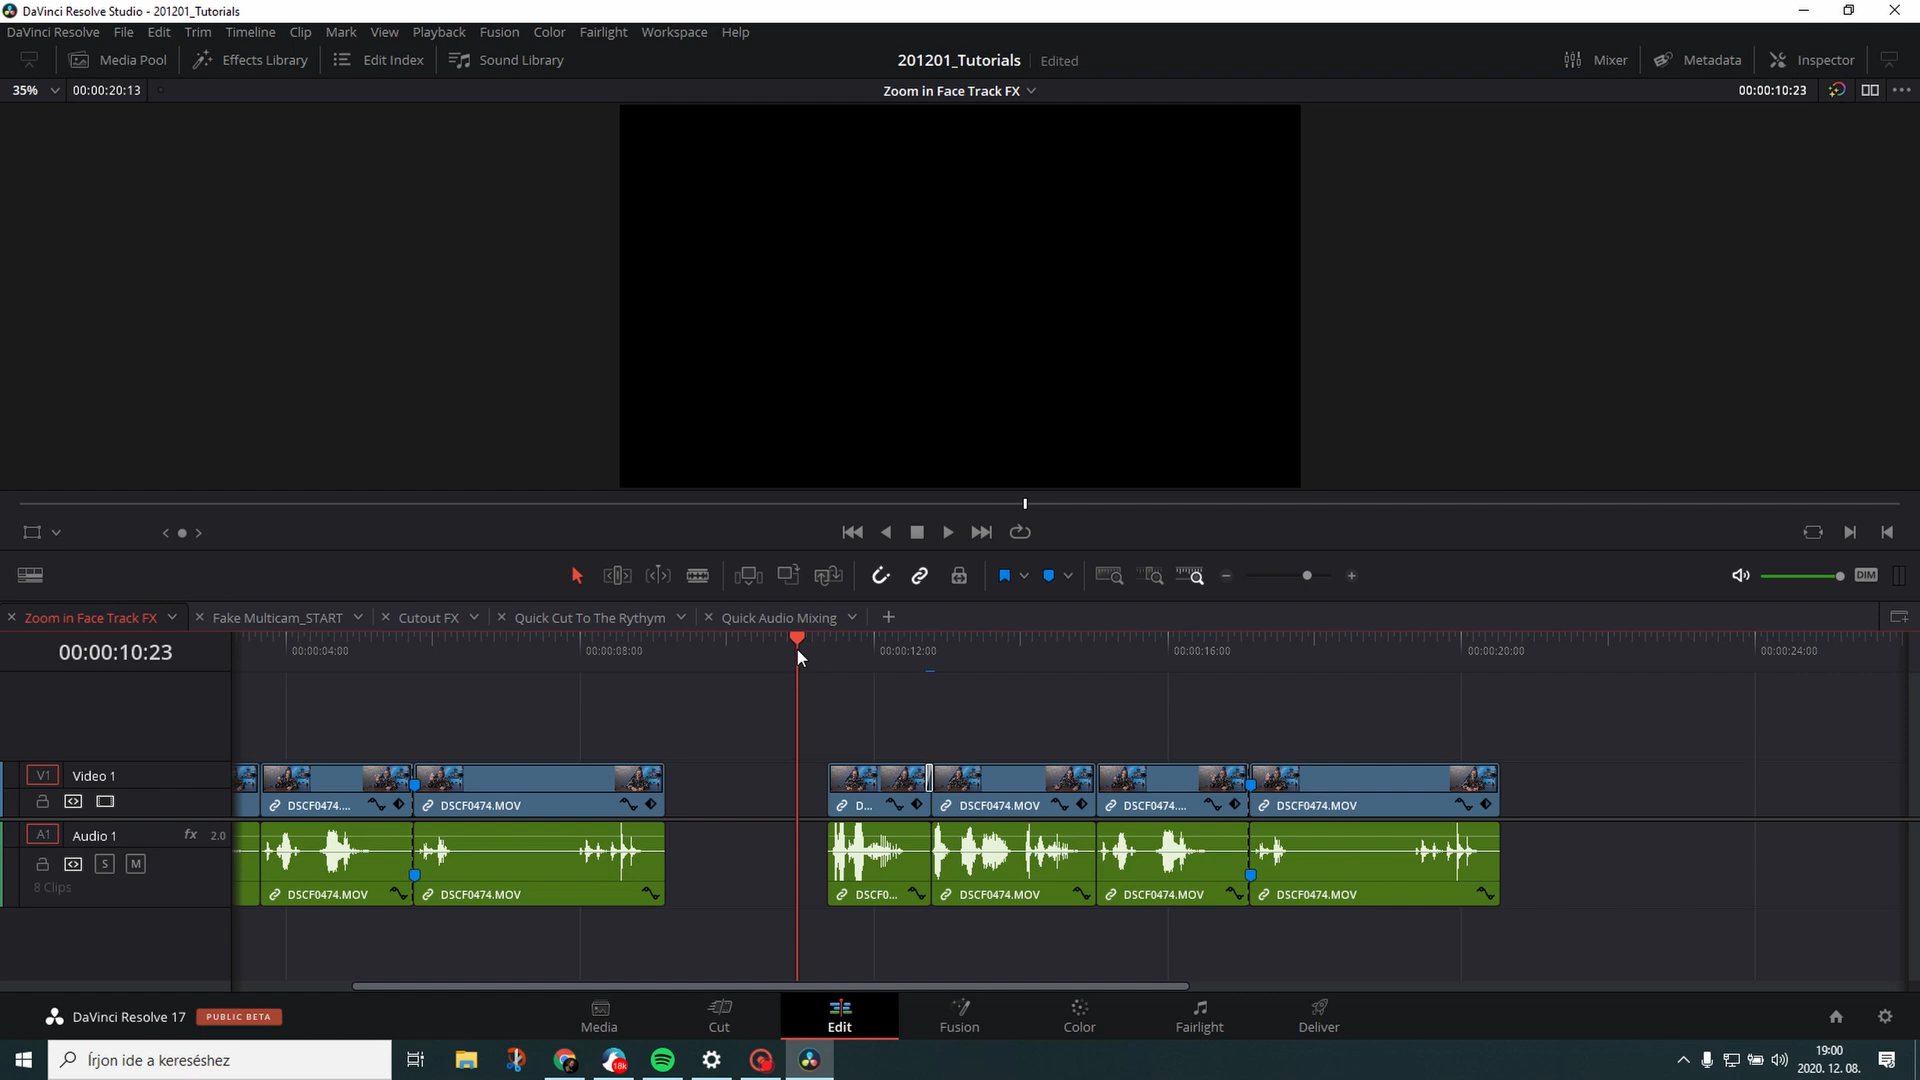 DaVinci Resolve Studio - 201201_Tutorials
DaVinci Resolve File Edit Trim Timeline Clip Mark View Playback Fusion Color Fairlight Workspace Help
Media Pool Effects Library Edit Index Sound Library 201201_Tutorials Edited Mixer Metadata Inspector
35% 00:00:20:13 Zoom in Face Track FX 00:00:10:23
DIM
Zoom in Face Track FX Fake Multicam_START Cutout FX Quick Cut To The Rythym Quick Audio Mixing
00:00:10:23 00:00:04:00 00:00:08:00 00:00:12:00 00:00:16:00 00:00:20:00 00:00:24:00
V1 Video 1
DSCF0474.... DSCF0474.MOV D... DSCF0474.MOV DSCF0474.... DSCF0474.MOV
A1 Audio 1 fx 2.0
S M
8 Clips
DSCF0474.MOV DSCF0474.MOV DSCF0... DSCF0474.MOV DSCF0474.MOV DSCF0474.MOV
DaVinci Resolve 17 PUBLIC BETA Media Cut Edit Fusion Color Fairlight Deliver
Írjon ide a kereséshez 18k 19:00
2020. 12. 08.